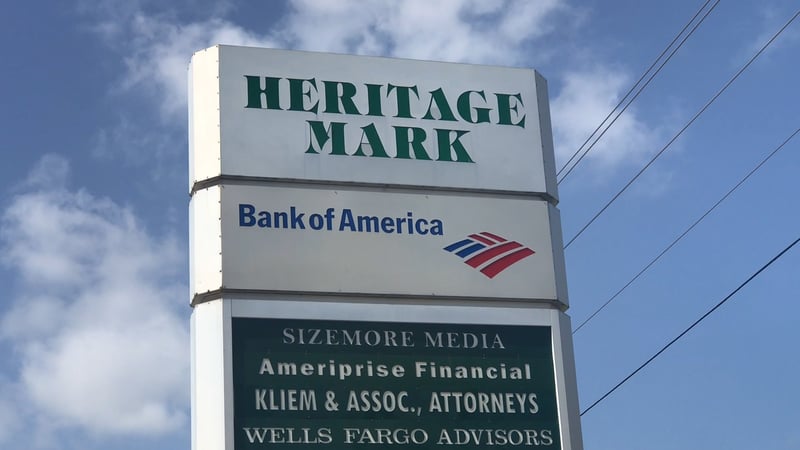 HERITAGE
MARK
Bank of America
SIZEMORE MEDIA
Ameriprise Financial
KLIEM & ASSOC., ATTORNEYS
WELLS FARGO ADVISORS